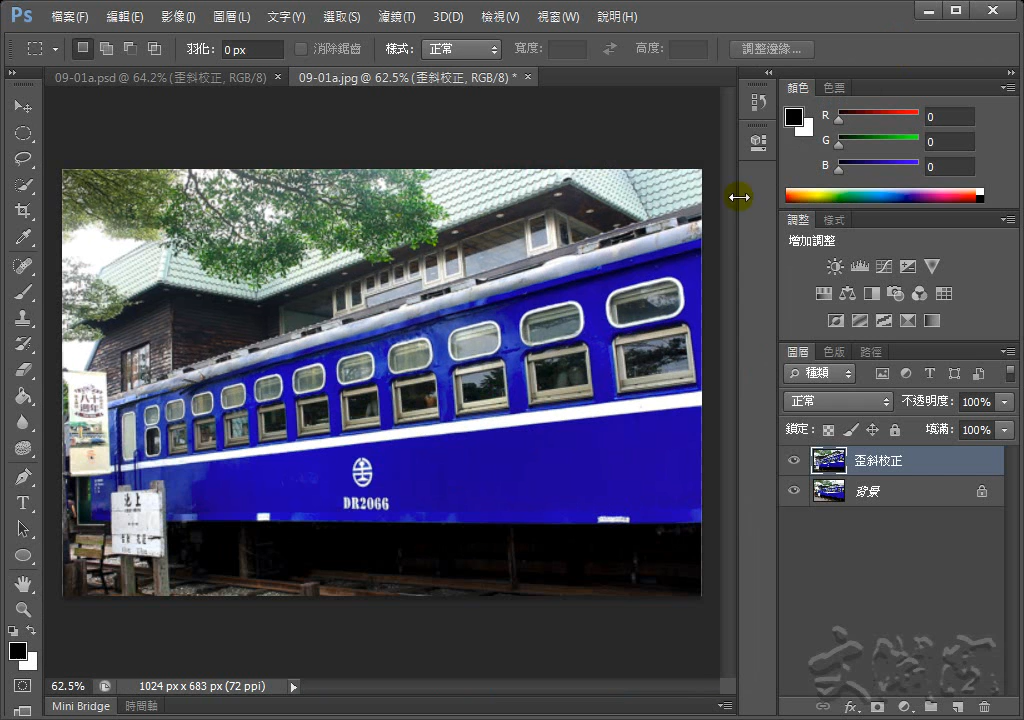 Ps 檔案(F) 編輯(E) 影像(I) 圖層(L) 文字(Y) 選取(S) 濾鏡(T) 3D(D) 檢視(V) 視窗(W) 說明(H)
羽化: 0 px 消除鋸齒 樣式: 正常 寬度: 高度: 調整邊緣...
09-01a.psd @ 64.2% (歪斜校正, RGB/8) × 09-01a.jpg @ 62.5% (歪斜校正, RGB/8) * ×
顏色 色票
R 0
G 0
B 0
調整 樣式
增加調整
圖層 色版 路徑
種類
正常 不透明度: 100%
鎖定: 填滿: 100%
歪斜校正
背景
八十
週年
DR2066
池上
62.5% 1024 px x 683 px (72 ppi)
Mini Bridge 時間軸